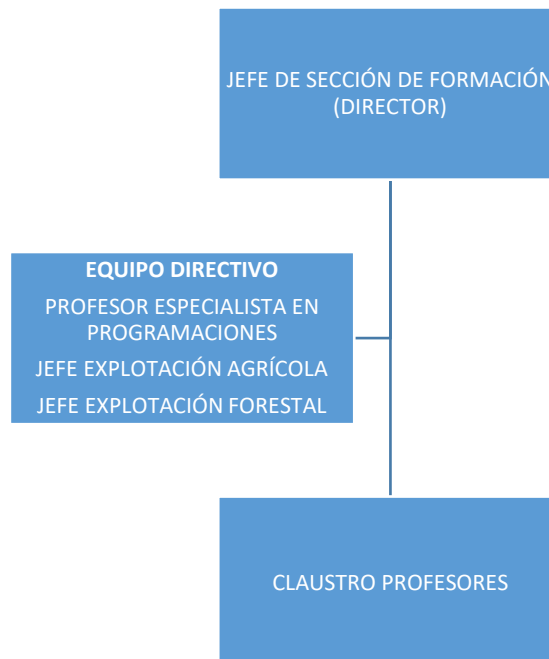 JEFE DE SECCIÓN DE FORMACIÓN
(DIRECTOR)
EQUIPO DIRECTIVO
PROFESOR ESPECIALISTA EN
PROGRAMACIONES
JEFE EXPLOTACIÓN AGRÍCOLA
JEFE EXPLOTACIÓN FORESTAL
CLAUSTRO PROFESORES